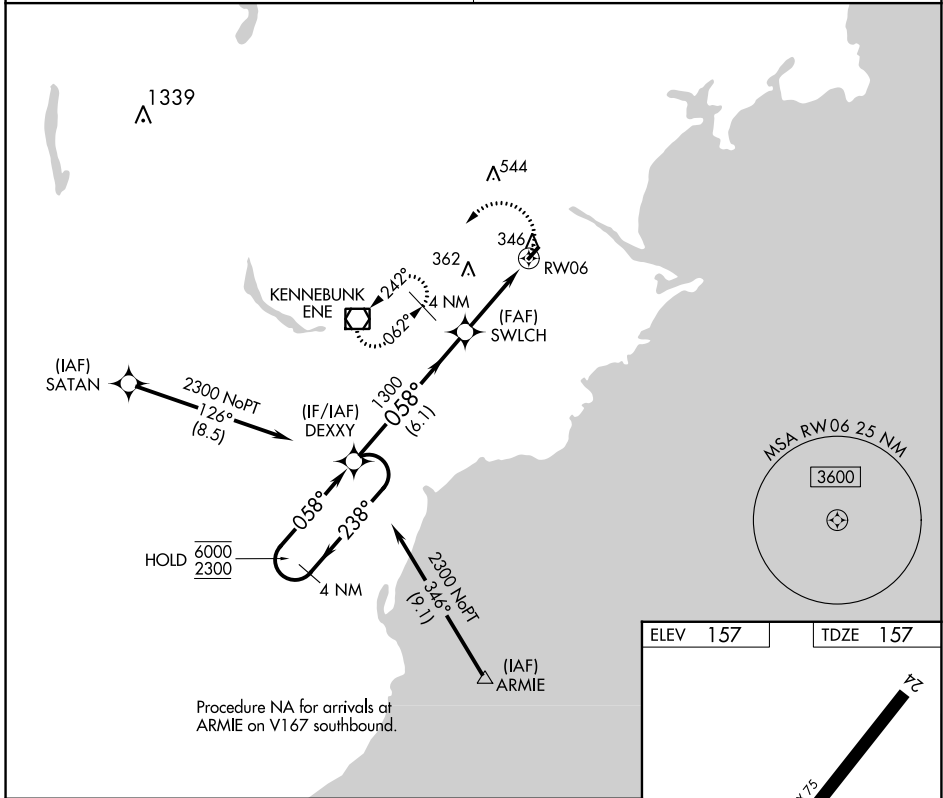 1339
544
346
362
RW06
KENNEBUNK
ENE
242°
4 NM
062°
(FAF)
SWLCH
(IAF)
SATAN
2300 NoPT
126°
(8.5)
(IF/IAF)
DEXXY
1300
058°
(6.1)
MSA RW06 25 NM
3600
058°
238°
HOLD 6000
2300
4 NM
2300 NoPT
346°
(9.1)
(IAF)
ARMIE
Procedure NA for arrivals at
ARMIE on V167 southbound.
ELEV 157
TDZE 157
24